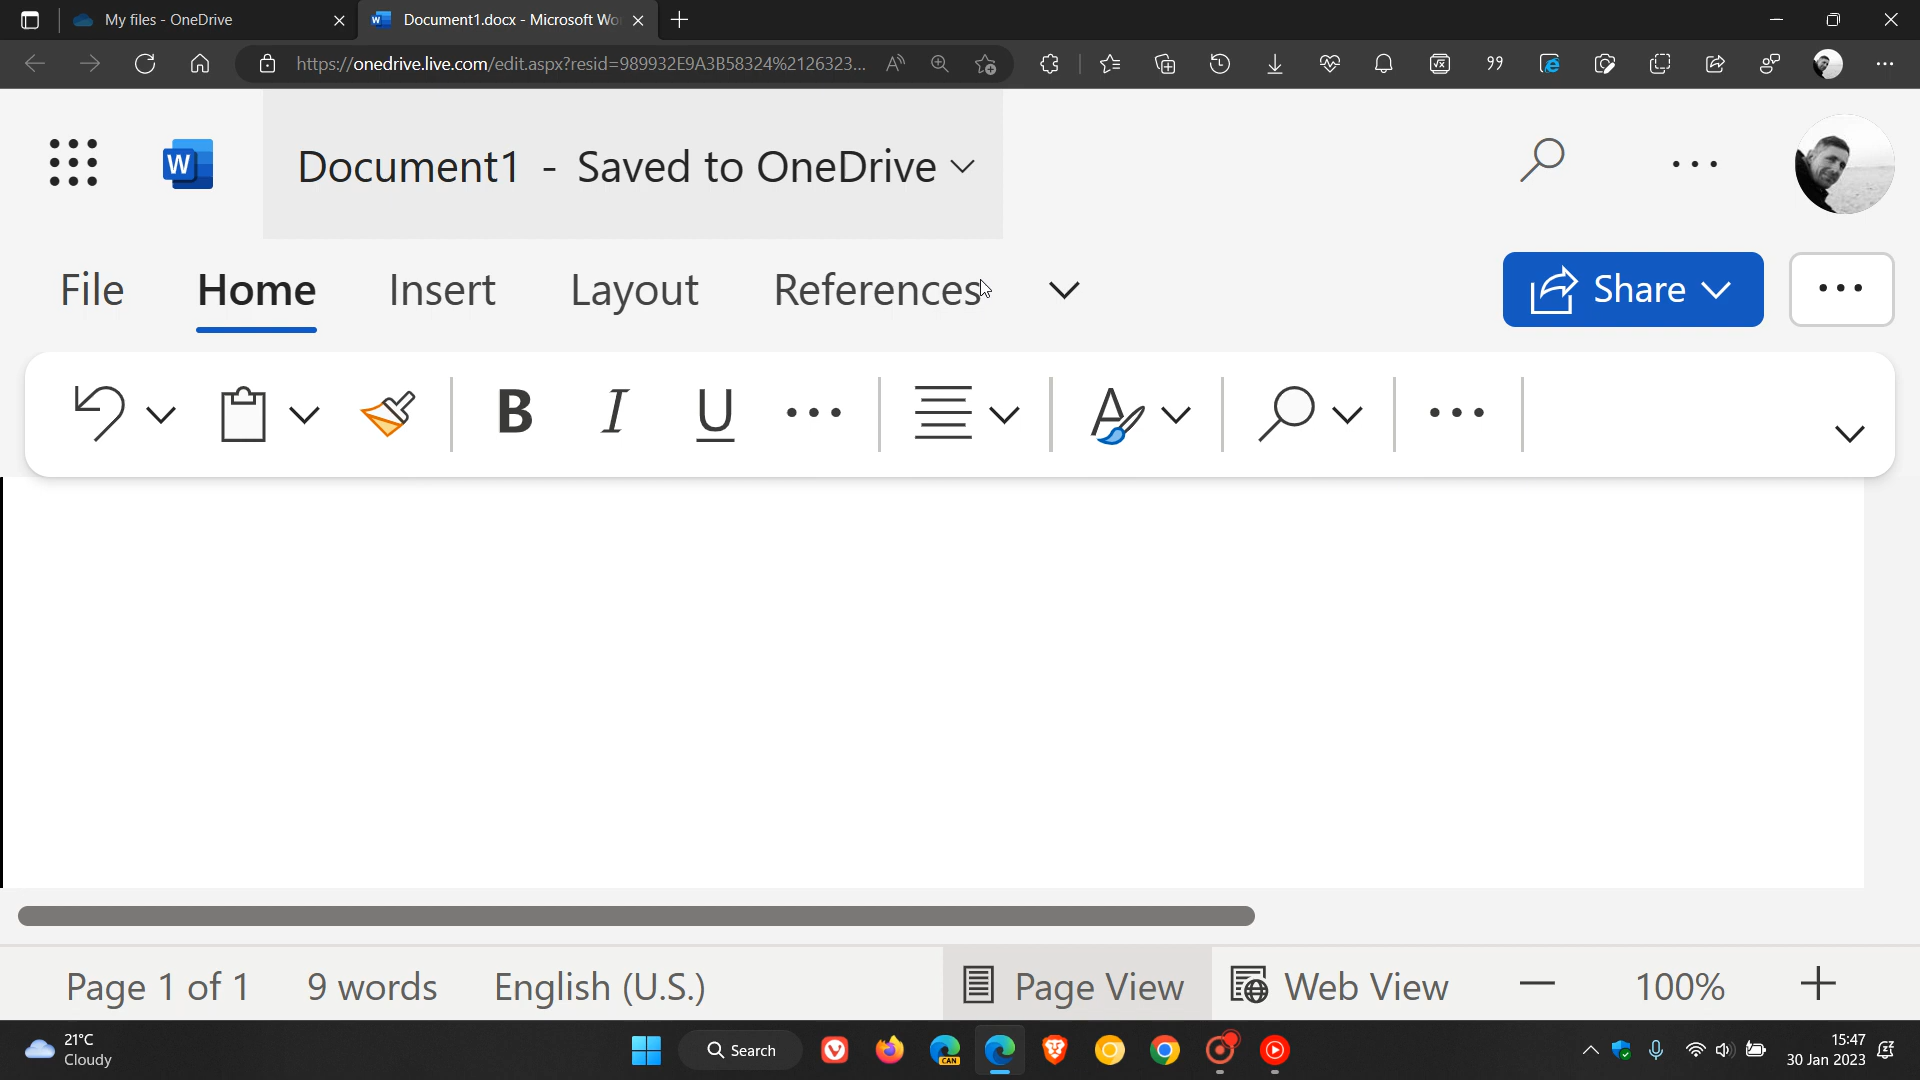 My files - OneDrive
Document1.docx - Microsoft Wo
https://onedrive.live.com/edit.aspx?resid=989932E9A3B58324%2126323...
W
Document1 - Saved to OneDrive
File Home Insert Layout References
Share
B I U
Page 1 of 1 9 words English (U.S.) Page View Web View 100%
21°C
Cloudy
Search
CAN
15:47
30 Jan 2023